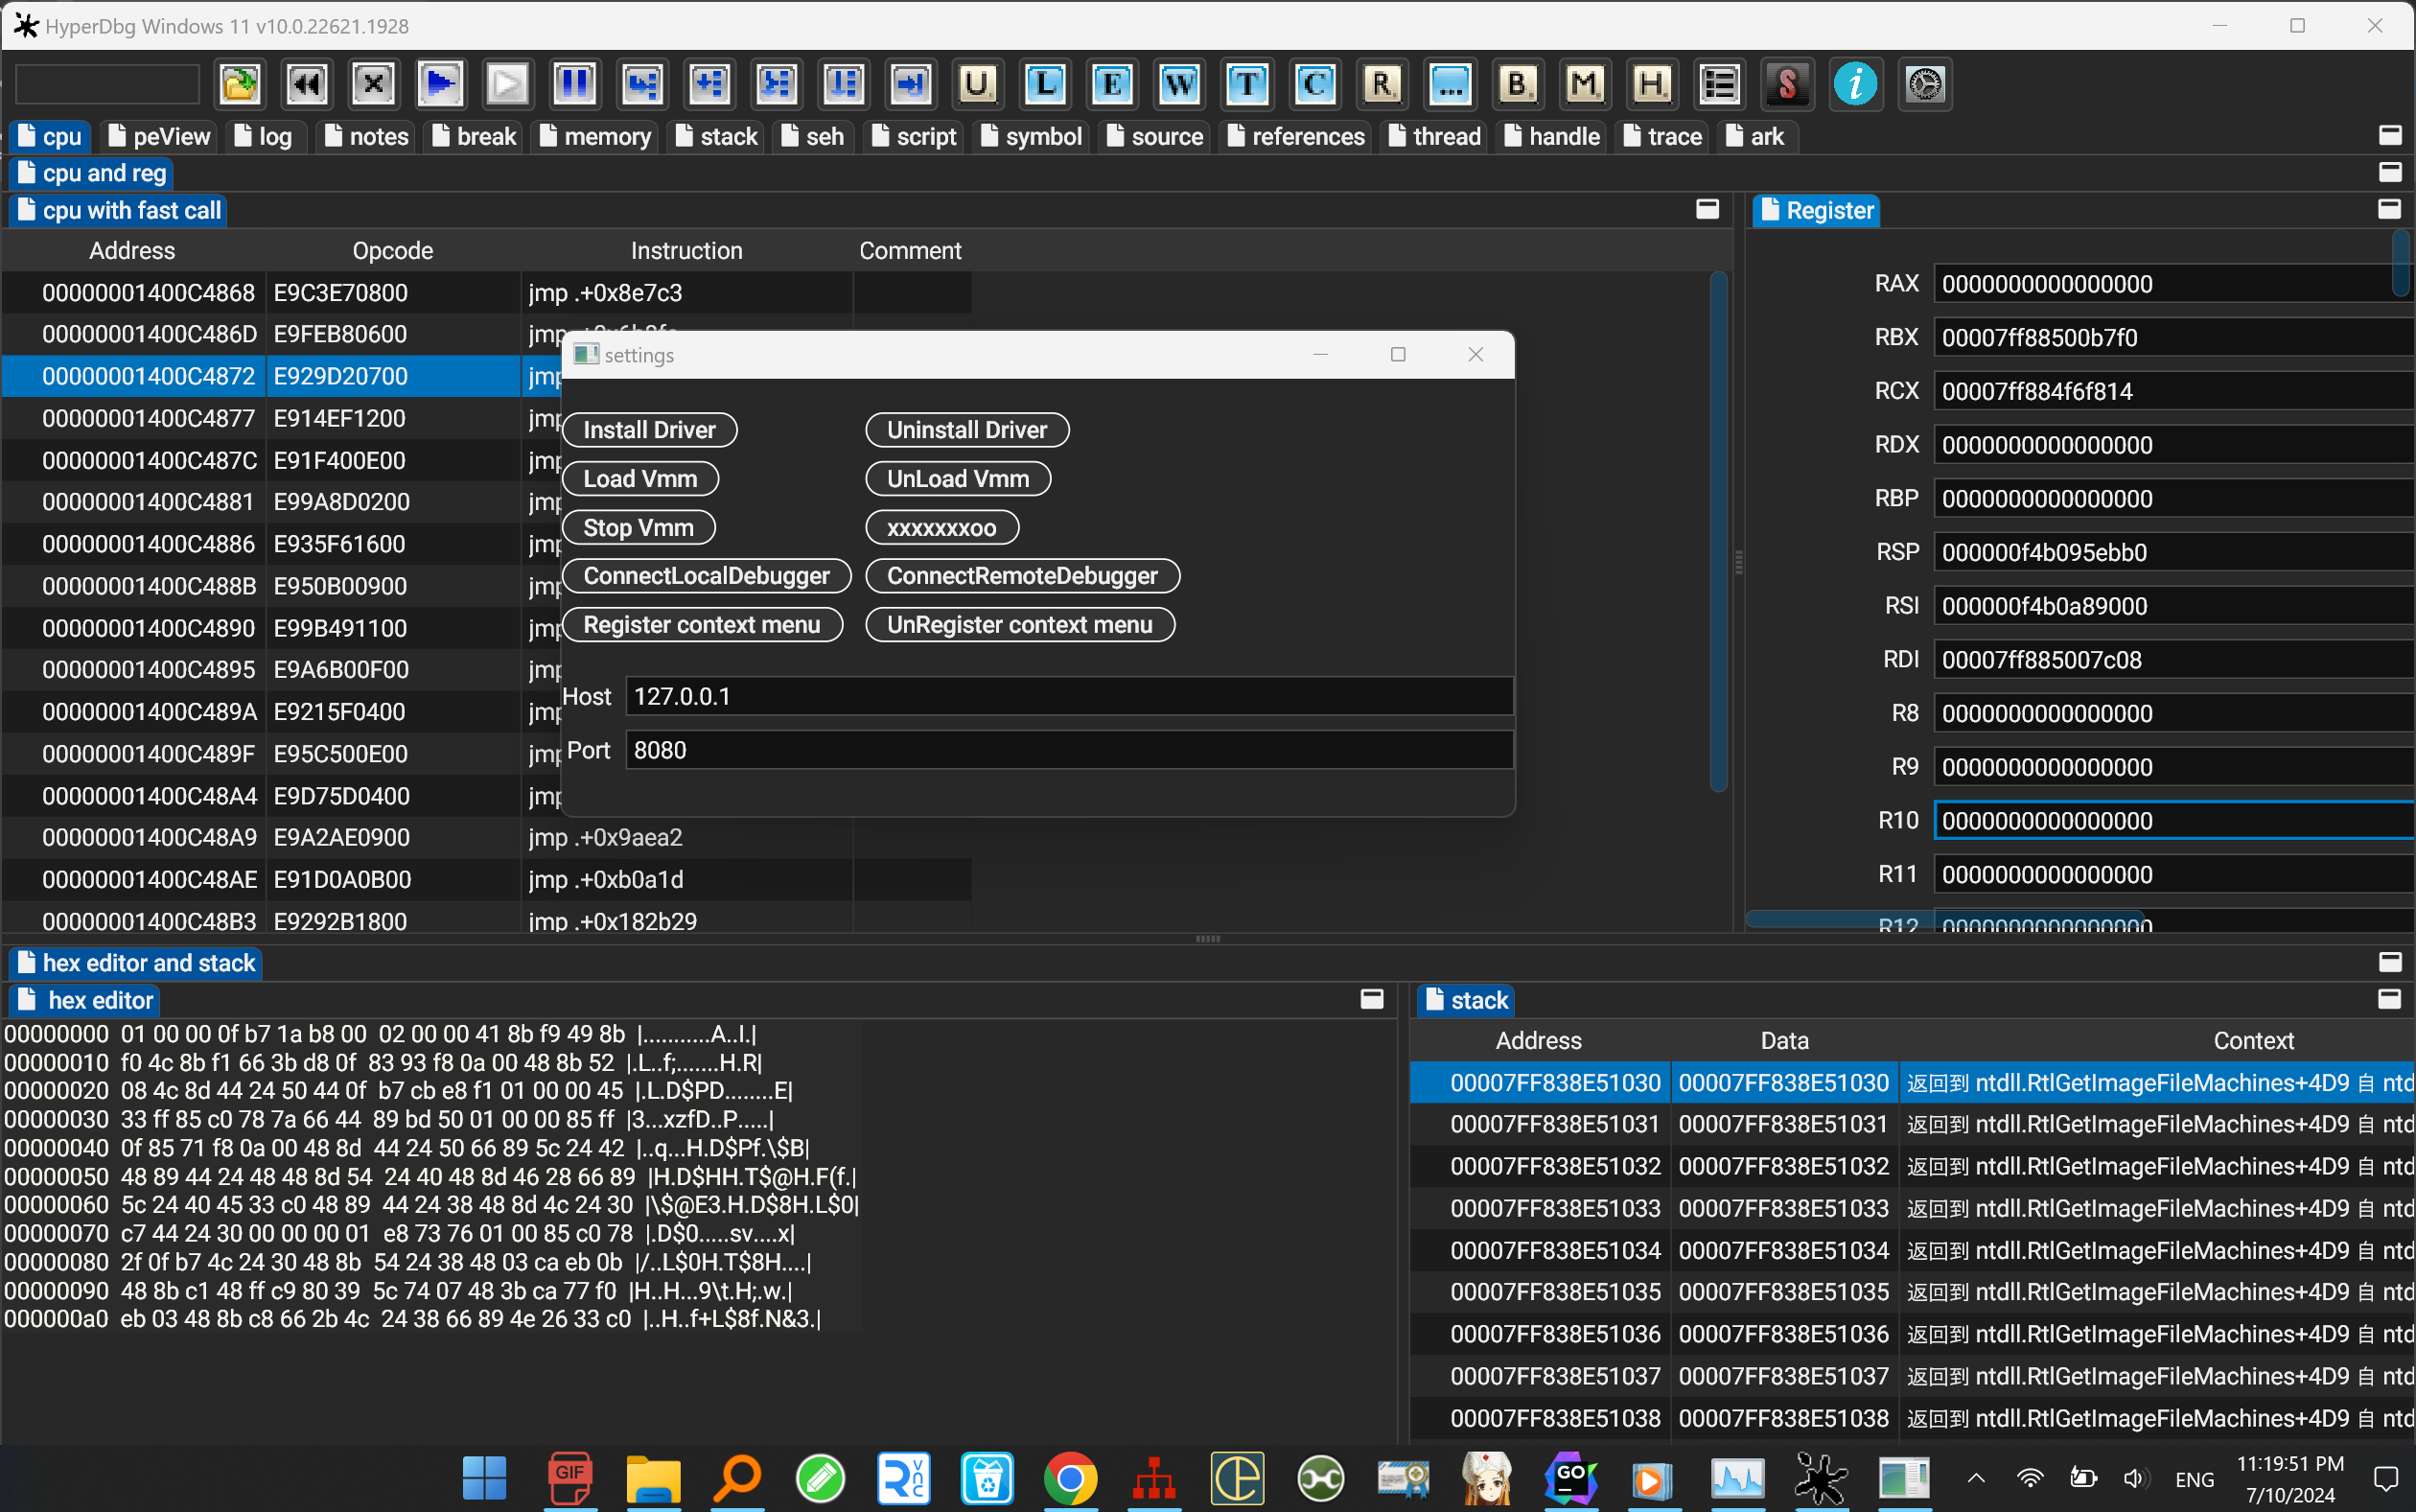 HyperDbg Windows 11 v10.0.22621.1928
U. L E W T C R. ... B. M. H. S i
cpu peView log notes break memory stack seh script symbol source references thread handle trace ark
cpu and reg
cpu with fast call
Address Opcode Instruction Comment
00000001400C4868 E9C3E70800 jmp .+0x8e7c3
00000001400C486D E9FEB80600 jmp
00000001400C4872 E929D20700 jmp
00000001400C4877 E914EF1200 jmp
00000001400C487C E91F400E00 jmp
00000001400C4881 E99A8D0200 jmp
00000001400C4886 E935F61600 jmp
00000001400C488B E950B00900 jmp
00000001400C4890 E99B491100 jmp
00000001400C4895 E9A6B00F00 jmp
00000001400C489A E9215F0400 jmp
00000001400C489F E95C500E00 jmp
00000001400C48A4 E9D75D0400 jmp
00000001400C48A9 E9A2AE0900 jmp .+0x9aea2
00000001400C48AE E91D0A0B00 jmp .+0xb0a1d
00000001400C48B3 E9292B1800 jmp .+0x182b29
settings
Install Driver Uninstall Driver
Load Vmm UnLoad Vmm
Stop Vmm xxxxxxxoo
ConnectLocalDebugger ConnectRemoteDebugger
Register context menu UnRegister context menu
Host 127.0.0.1
Port 8080
Register
RAX 0000000000000000
RBX 00007ff88500b7f0
RCX 00007ff884f6f814
RDX 0000000000000000
RBP 0000000000000000
RSP 000000f4b095ebb0
RSI 000000f4b0a89000
RDI 00007ff885007c08
R8 0000000000000000
R9 0000000000000000
R10 0000000000000000
R11 0000000000000000
R12 0000000000000000
hex editor and stack
hex editor
00000000 01 00 00 0f b7 1a b8 00 02 00 00 41 8b f9 49 8b |...........A..I.|
00000010 f0 4c 8b f1 66 3b d8 0f 83 93 f8 0a 00 48 8b 52 |.L..f;.......H.R|
00000020 08 4c 8d 44 24 50 44 0f b7 cb e8 f1 01 00 00 45 |.L.D$PD........E|
00000030 33 ff 85 c0 78 7a 66 44 89 bd 50 01 00 00 85 ff |3...xzfD..P.....|
00000040 0f 85 71 f8 0a 00 48 8d 44 24 50 66 89 5c 24 42 |..q...H.D$Pf.\$B|
00000050 48 89 44 24 48 48 8d 54 24 40 48 8d 46 28 66 89 |H.D$HH.T$@H.F(f.|
00000060 5c 24 40 45 33 c0 48 89 44 24 38 48 8d 4c 24 30 |\$@E3.H.D$8H.L$0|
00000070 c7 44 24 30 00 00 00 01 e8 73 76 01 00 85 c0 78 |.D$0.....sv....x|
00000080 2f 0f b7 4c 24 30 48 8b 54 24 38 48 03 ca eb 0b |/..L$0H.T$8H....|
00000090 48 8b c1 48 ff c9 80 39 5c 74 07 48 3b ca 77 f0 |H..H...9\t.H;.w.|
000000a0 eb 03 48 8b c8 66 2b 4c 24 38 66 89 4e 26 33 c0 |..H..f+L$8f.N&3.|
stack
Address Data Context
00007FF838E51030 00007FF838E51030 返回到 ntdll.RtlGetImageFileMachines+4D9 自 ntd
00007FF838E51031 00007FF838E51031 返回到 ntdll.RtlGetImageFileMachines+4D9 自 ntd
00007FF838E51032 00007FF838E51032 返回到 ntdll.RtlGetImageFileMachines+4D9 自 ntd
00007FF838E51033 00007FF838E51033 返回到 ntdll.RtlGetImageFileMachines+4D9 自 ntd
00007FF838E51034 00007FF838E51034 返回到 ntdll.RtlGetImageFileMachines+4D9 自 ntd
00007FF838E51035 00007FF838E51035 返回到 ntdll.RtlGetImageFileMachines+4D9 自 ntd
00007FF838E51036 00007FF838E51036 返回到 ntdll.RtlGetImageFileMachines+4D9 自 ntd
00007FF838E51037 00007FF838E51037 返回到 ntdll.RtlGetImageFileMachines+4D9 自 ntd
00007FF838E51038 00007FF838E51038 返回到 ntdll.RtlGetImageFileMachines+4D9 自 ntd
GIF R VNC GO ENG 11:19:51 PM
7/10/2024